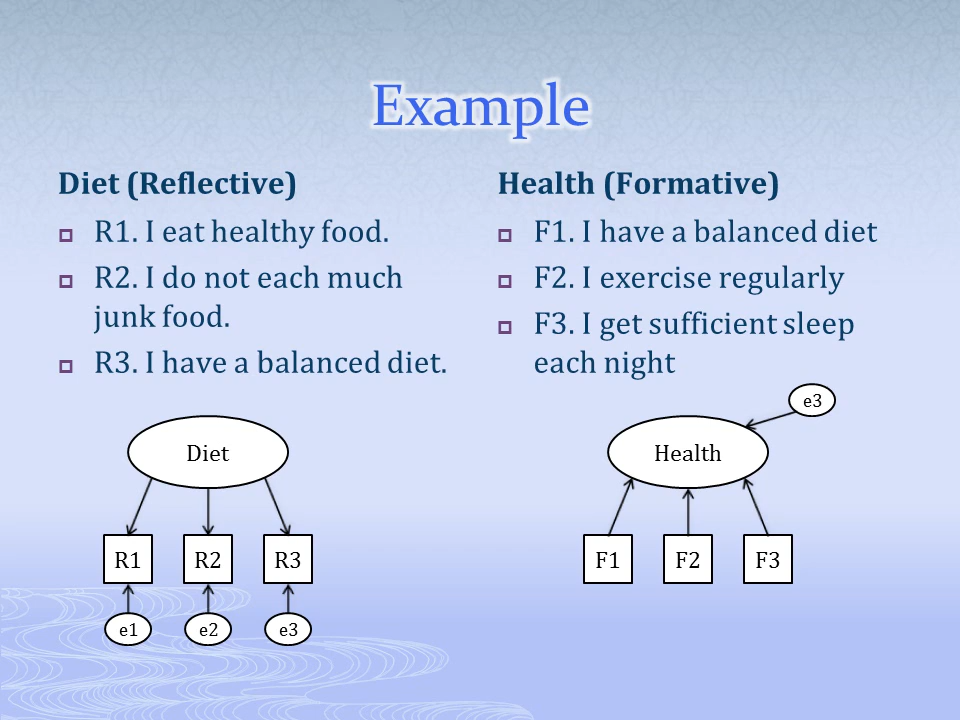 Example
Diet (Reflective)
R1. I eat healthy food.
R2. I do not each much
junk food.
R3. I have a balanced diet.
Health (Formative)
F1. I have a balanced diet
F2. I exercise regularly
F3. I get sufficient sleep
each night
Diet
R1 R2 R3
e1 e2 e3
e3
Health
F1 F2 F3